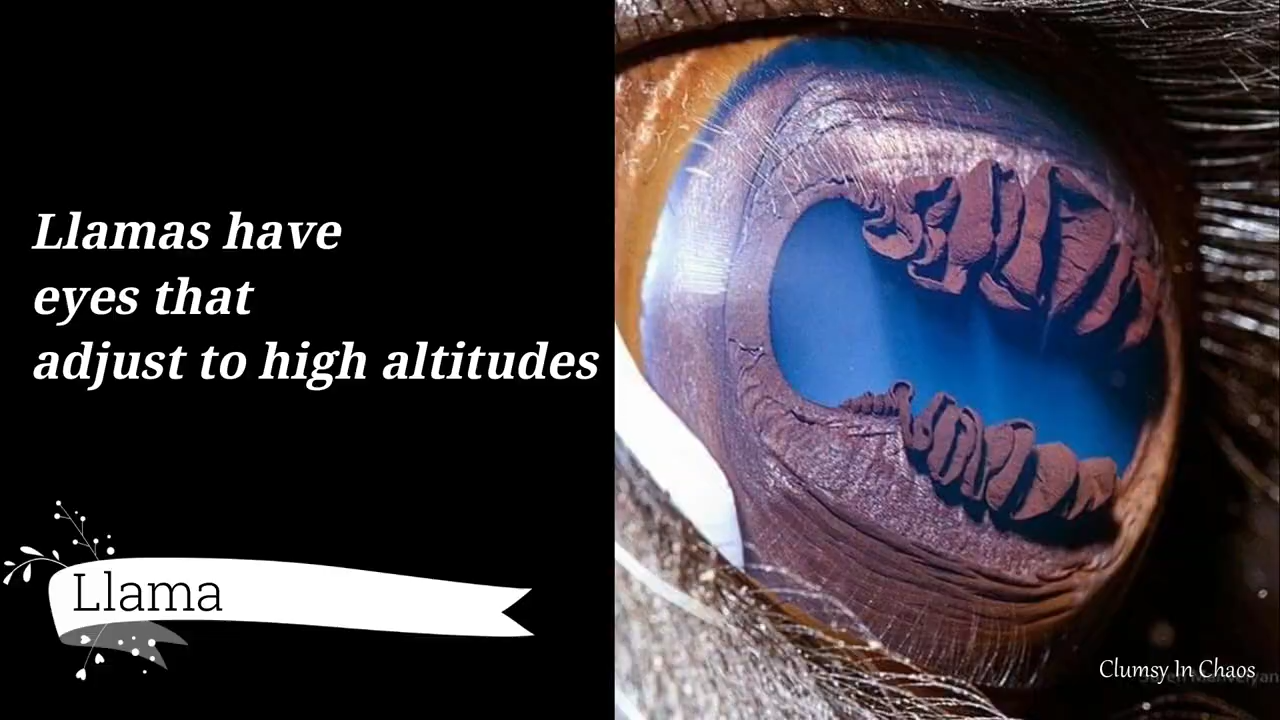 Llamas have
eyes that
adjust to high altitudes
Llama
Clumsy In Chaos